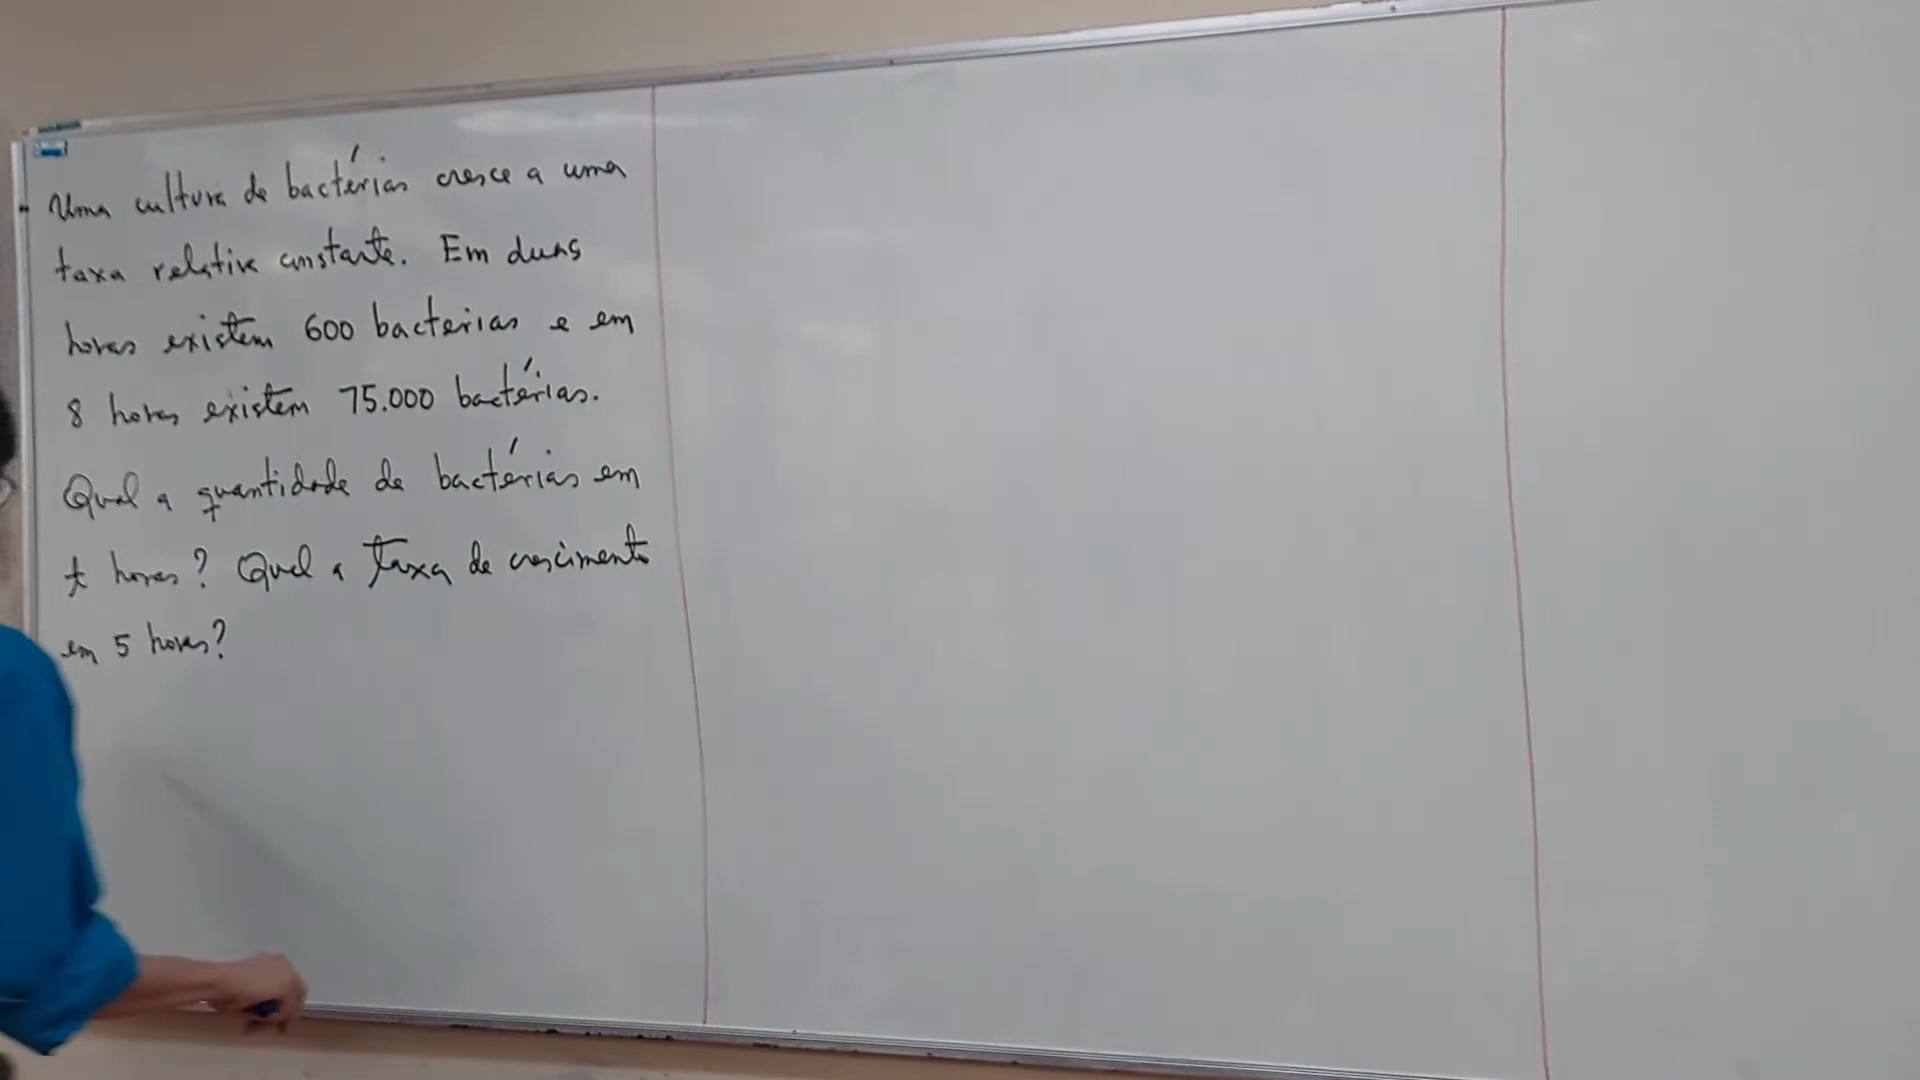 Uma cultura de bactérias cresce a uma
taxa relativa constante. Em duas
horas existem 600 bacterias e em
8 horas existem 75.000 bactérias.
Qual a quantidade de bactérias em
t horas? Qual a taxa de crescimento
em 5 horas?